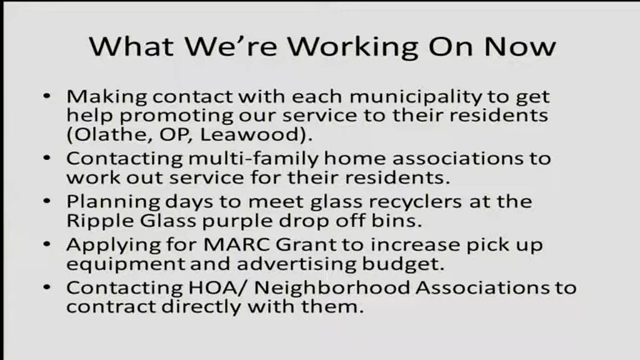 What We're Working On Now
• Making contact with each municipality to get
help promoting our service to their residents
(Olathe, OP, Leawood).
• Contacting multi-family home associations to
work out service for their residents.
• Planning days to meet glass recyclers at the
Ripple Glass purple drop off bins.
• Applying for MARC Grant to increase pick up
equipment and advertising budget.
• Contacting HOA/ Neighborhood Associations to
contract directly with them.